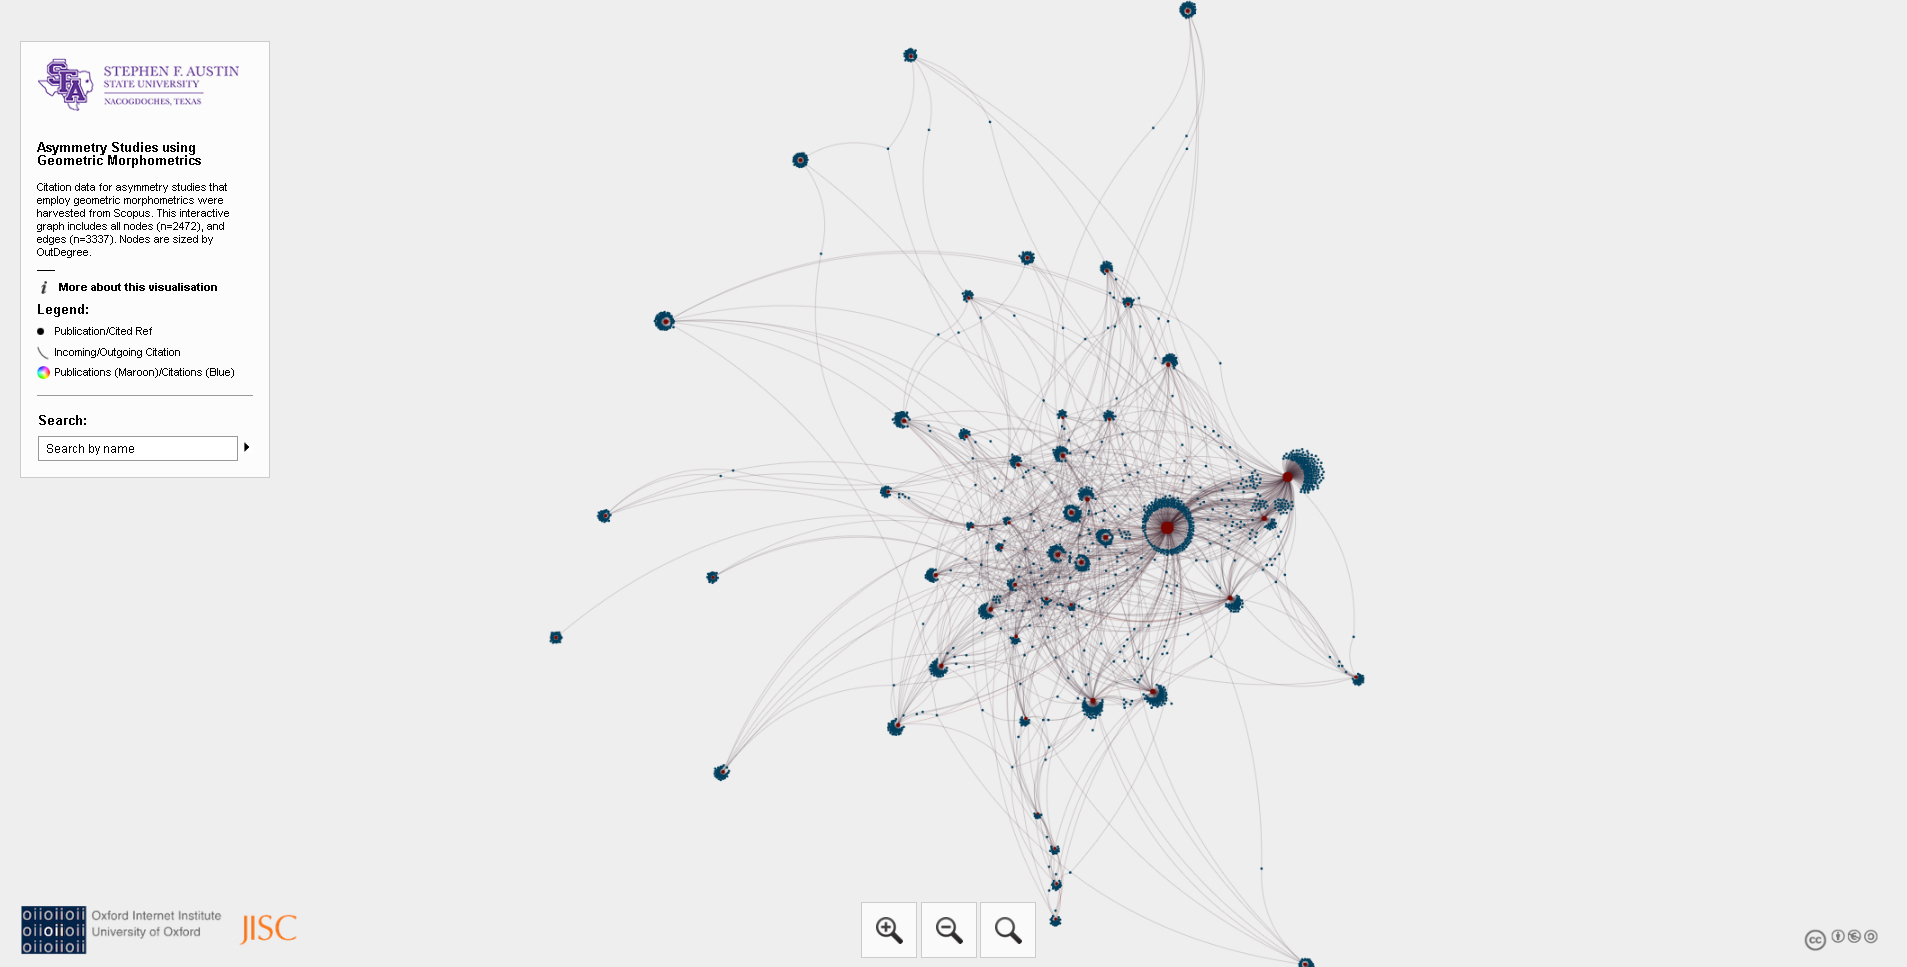 SFA
STEPHEN F. AUSTIN
STATE UNIVERSITY
NACOGDOCHES, TEXAS
Asymmetry Studies using
Geometric Morphometrics
Citation data for asymmetry studies that
employ geometric morphometrics were
harvested from Scopus. This interactive
graph includes all nodes (n=2472), and
edges (n=3337). Nodes are sized by
OutDegree.
i More about this visualisation
Legend:
Publication/Cited Ref
Incoming/Outgoing Citation
Publications (Maroon)/Citations (Blue)
Search:
Search by name
oiioiioii
oiioiioii
oiioiioii
Oxford Internet Institute
University of Oxford
JISC
cc